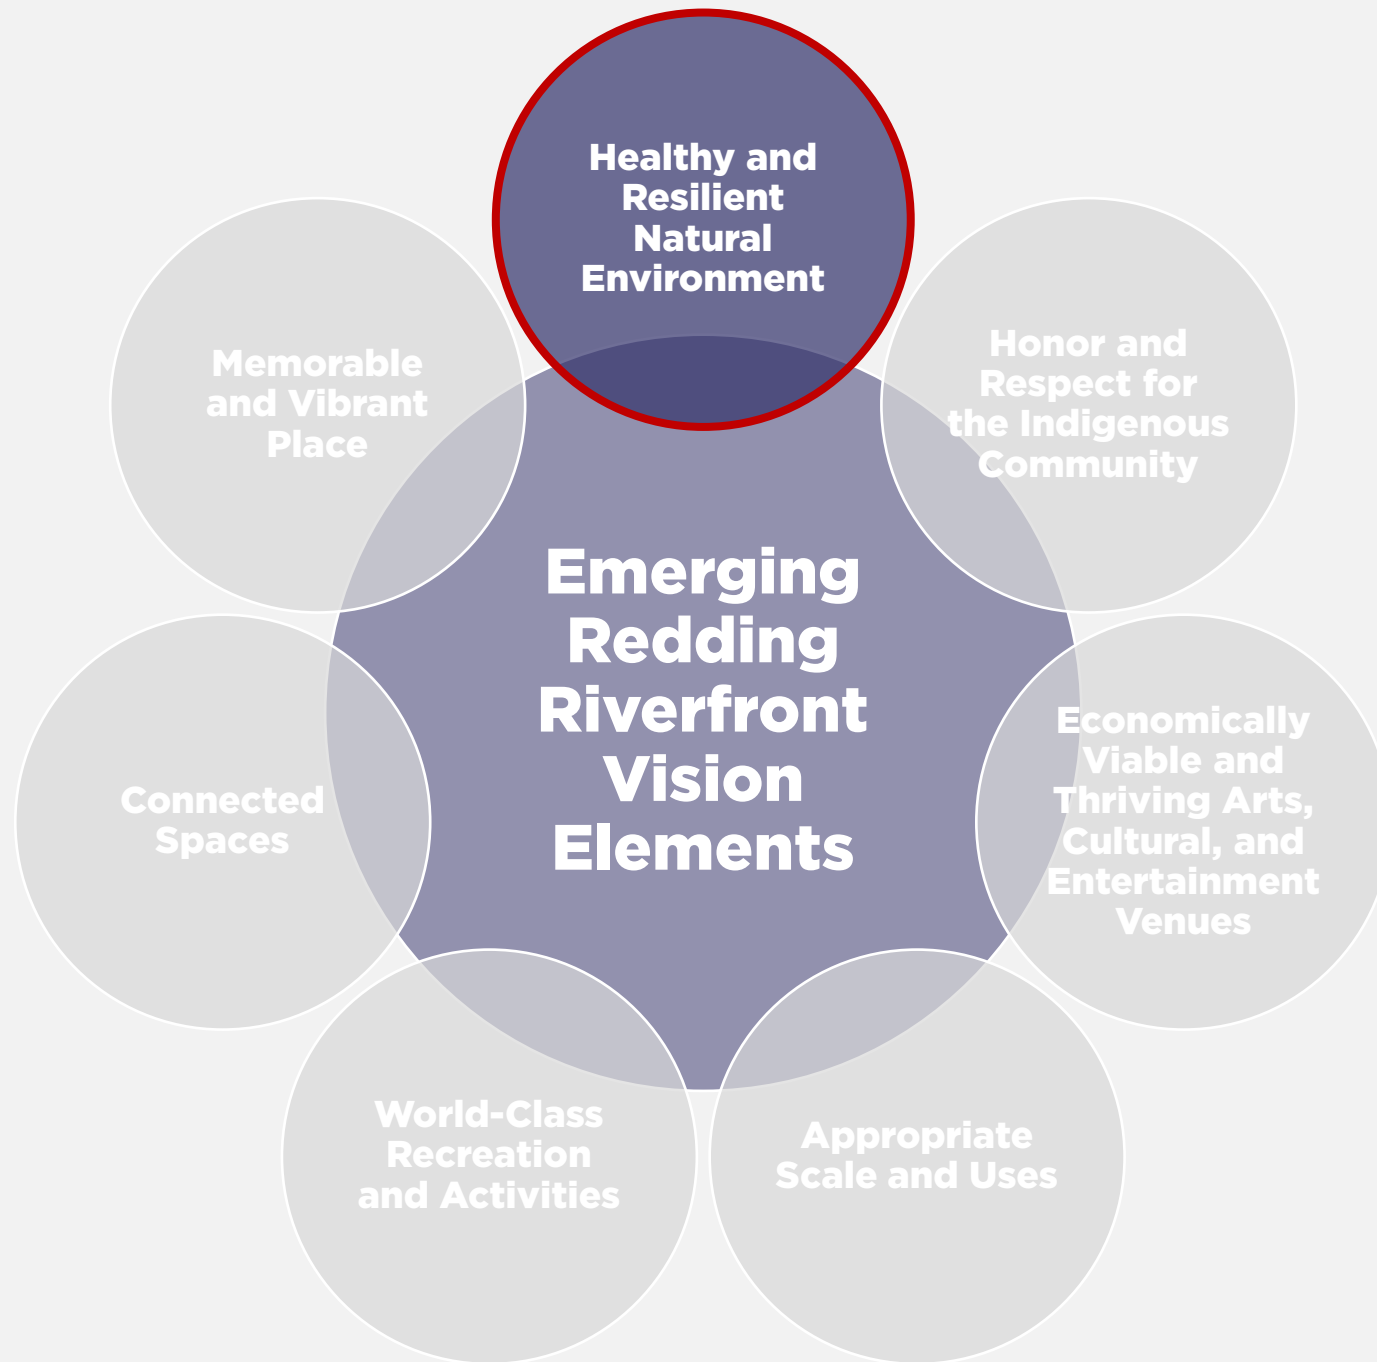 Healthy and
Resilient
Natural
Environment
Honor and
Respect for
the Indigenous
Community
Economically
Viable and
Thriving Arts,
Cultural, and
Entertainment
Venues
Appropriate
Scale and Uses
World-Class
Recreation
and Activities
Connected
Spaces
Memorable
and Vibrant
Place
Emerging
Redding
Riverfront
Vision
Elements